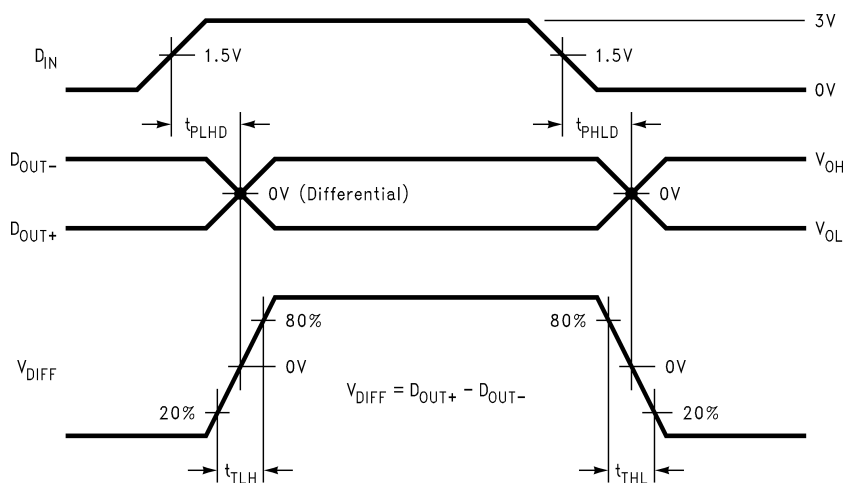 3V
D_IN
1.5V
1.5V
0V
t_PLHD
t_PHLD
D_OUT-
V_OH
0V (Differential)
0V
D_OUT+
V_OL
80%
80%
V_DIFF
0V
0V
V_DIFF = D_OUT+ - D_OUT-
20%
20%
t_TLH
t_THL